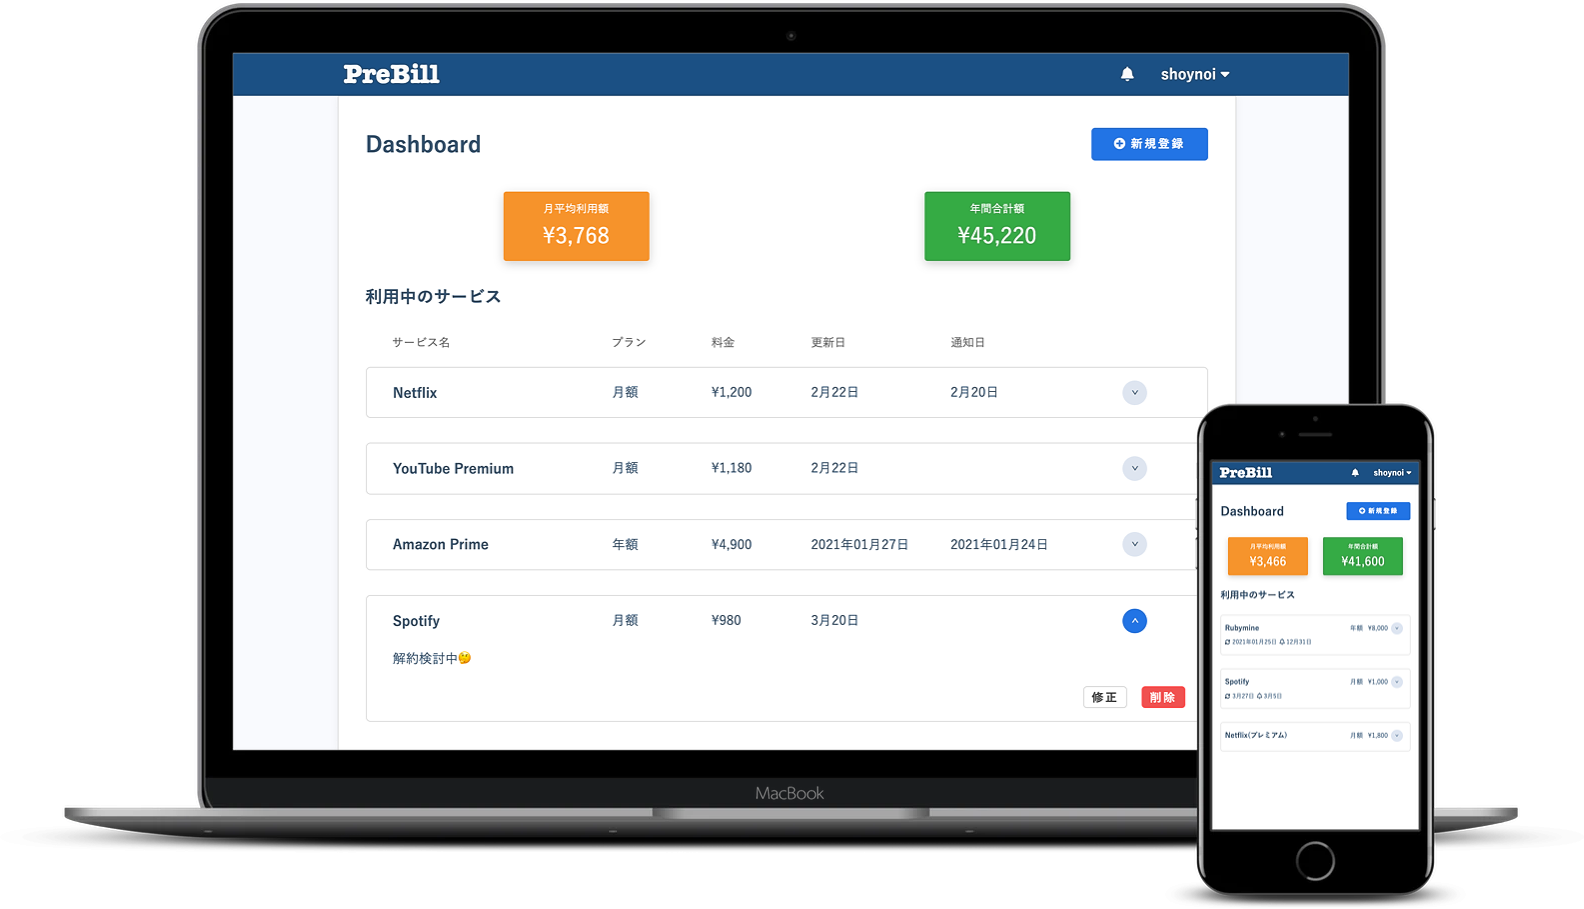 PreBill
shoynoi
Dashboard
新規登録
月平均利用額
¥3,768
年間合計額
¥45,220
利用中のサービス
サービス名 プラン 料金 更新日 通知日
Netflix 月額 ¥1,200 2月22日 2月20日
YouTube Premium 月額 ¥1,180 2月22日
Amazon Prime 年額 ¥4,900 2021年01月27日 2021年01月24日
Spotify 月額 ¥980 3月20日
解約検討中🤔
修正 削除
MacBook
PreBill
shoynoi
Dashboard
新規登録
月平均利用額
¥3,466
年間合計額
¥41,600
利用中のサービス
Rubymine 年額 ¥8,000
2021年01月25日 12月31日
Spotify 月額 ¥1,000
3月27日 3月5日
Netflix(プレミアム) 月額 ¥1,800